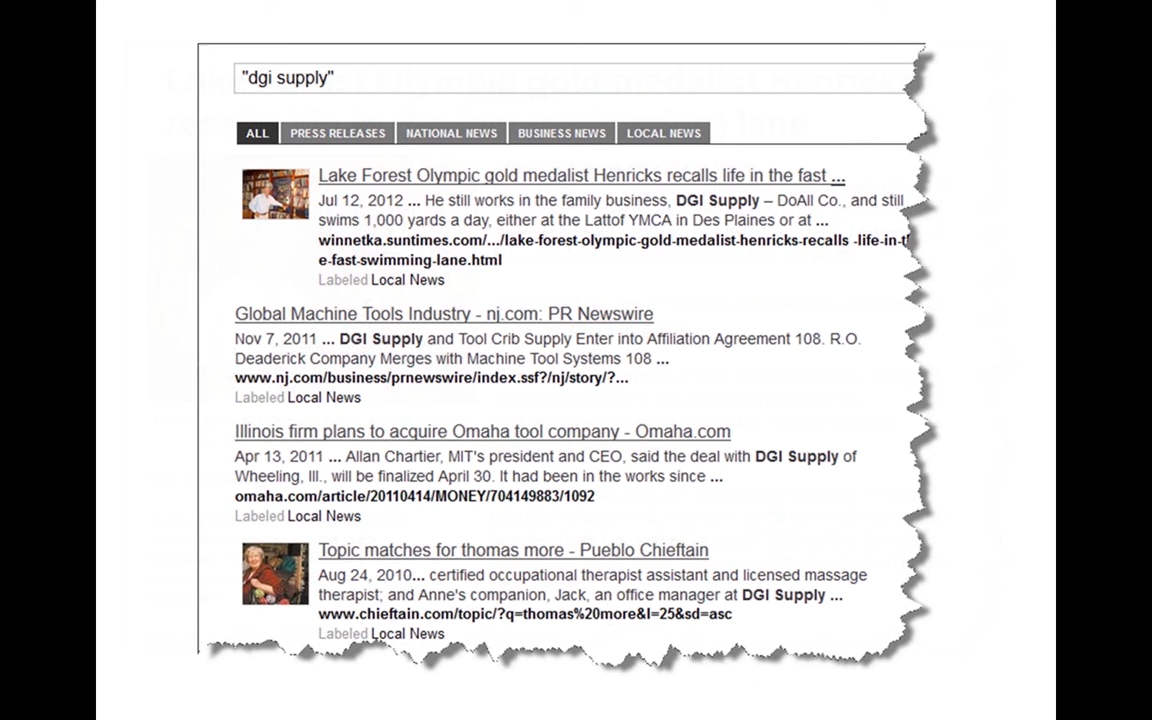 "dgi supply"
ALL PRESS RELEASES NATIONAL NEWS BUSINESS NEWS LOCAL NEWS
Lake Forest Olympic gold medalist Henricks recalls life in the fast ...
Jul 12, 2012 ... He still works in the family business, DGI Supply – DoAll Co., and still
swims 1,000 yards a day, either at the Lattof YMCA in Des Plaines or at ...
winnetka.suntimes.com/.../lake-forest-olympic-gold-medalist-henricks-recalls -life-in-th
e-fast-swimming-lane.html
Labeled Local News
Global Machine Tools Industry - nj.com: PR Newswire
Nov 7, 2011 ... DGI Supply and Tool Crib Supply Enter into Affiliation Agreement 108. R.O.
Deaderick Company Merges with Machine Tool Systems 108 ...
www.nj.com/business/prnewswire/index.ssf?/nj/story/?...
Labeled Local News
Illinois firm plans to acquire Omaha tool company - Omaha.com
Apr 13, 2011 ... Allan Chartier, MIT's president and CEO, said the deal with DGI Supply of
Wheeling, Ill., will be finalized April 30. It had been in the works since ...
omaha.com/article/20110414/MONEY/704149883/1092
Labeled Local News
Topic matches for thomas more - Pueblo Chieftain
Aug 24, 2010... certified occupational therapist assistant and licensed massage
therapist; and Anne's companion, Jack, an office manager at DGI Supply ...
www.chieftain.com/topic/?q=thomas%20more&l=25&sd=asc
Labeled Local News